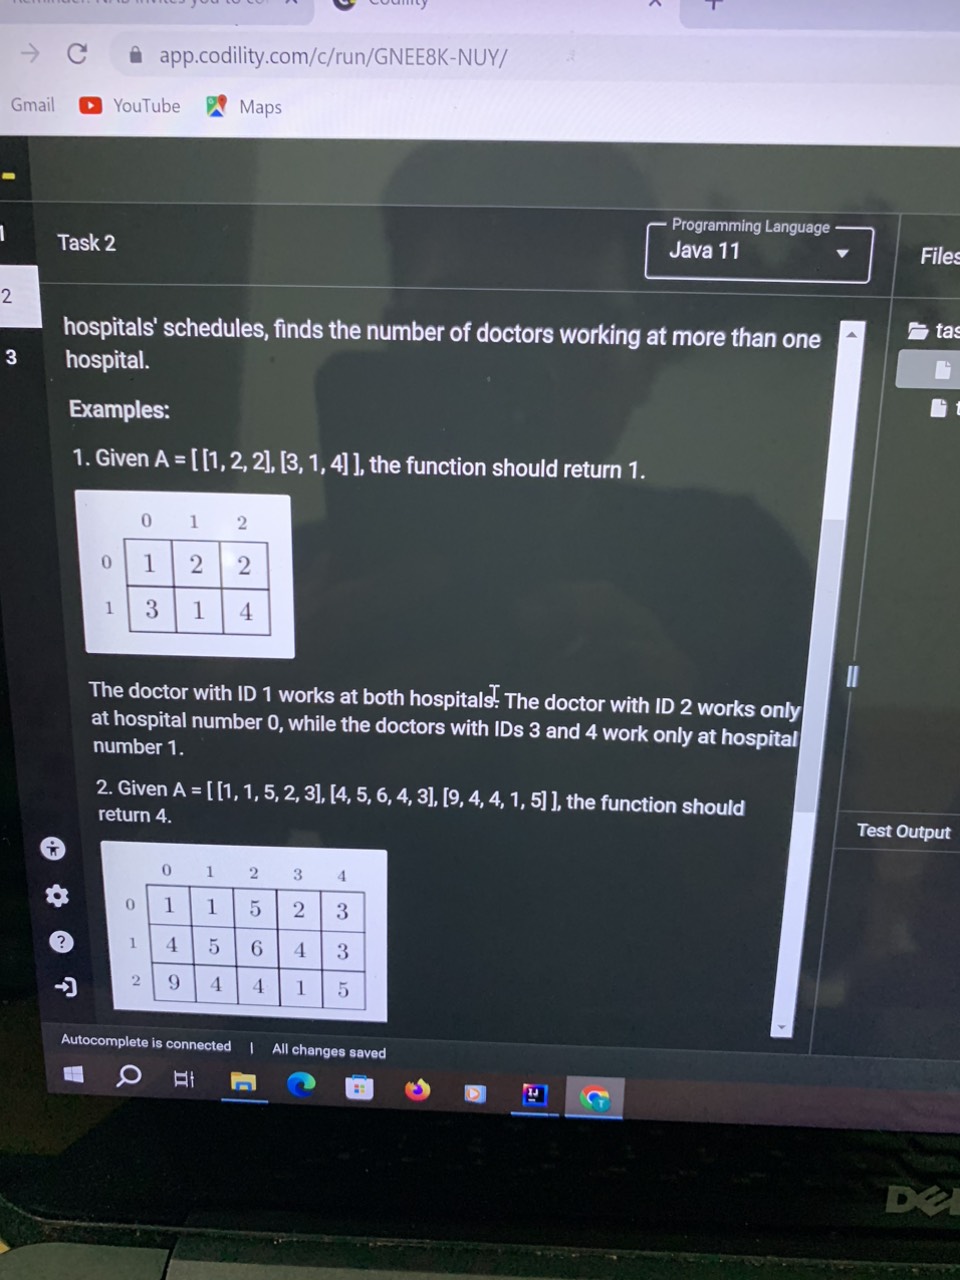 app.codility.com/c/run/GNEE8K-NUY/
Gmail YouTube Maps
1
2
3
Task 2
Programming Language
Java 11
Files
tas
hospitals' schedules, finds the number of doctors working at more than one
hospital.
Examples:
1. Given A = [ [1, 2, 2], [3, 1, 4] ], the function should return 1.
0 1 2
0 1 2 2
1 3 1 4
The doctor with ID 1 works at both hospitals. The doctor with ID 2 works only
at hospital number 0, while the doctors with IDs 3 and 4 work only at hospital
number 1.
2. Given A = [ [1, 1, 5, 2, 3], [4, 5, 6, 4, 3], [9, 4, 4, 1, 5] ], the function should
return 4.
0 1 2 3 4
0 1 1 5 2 3
1 4 5 6 4 3
2 9 4 4 1 5
Test Output
Autocomplete is connected | All changes saved
IJ
DELL